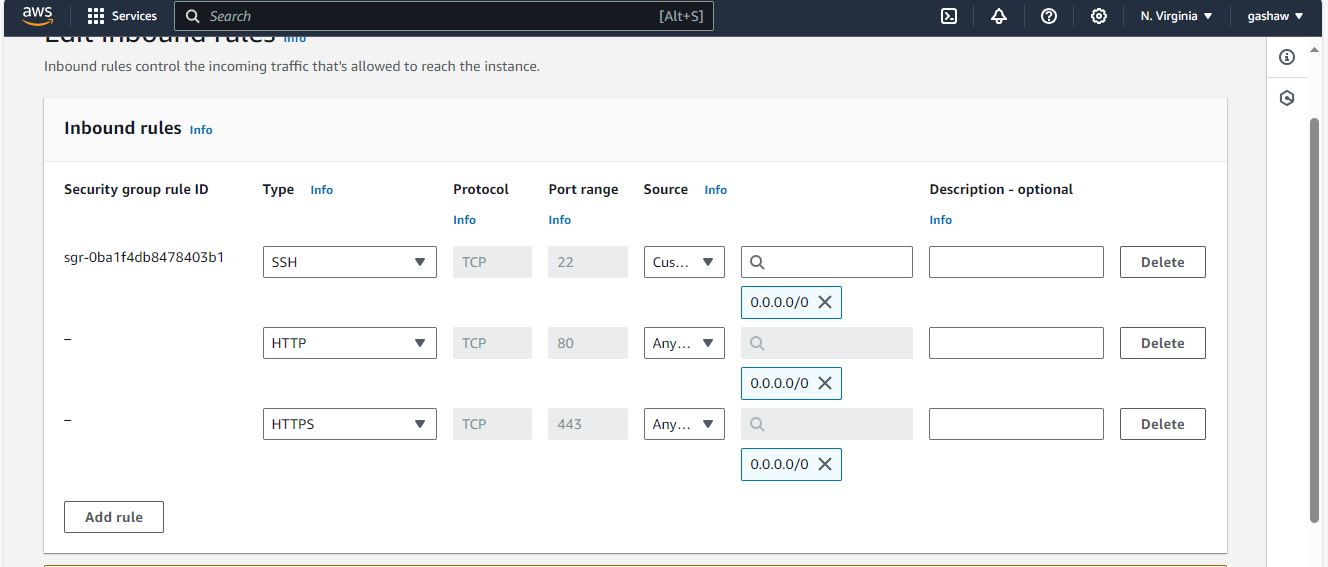 aws Services Search [Alt+S] N. Virginia gashaw
Edit inbound rules Info
Inbound rules control the incoming traffic that's allowed to reach the instance.
Inbound rules Info
Security group rule ID Type Info Protocol Port range Source Info Description - optional
Info Info Info
sgr-0ba1f4db8478403b1 SSH TCP 22 Cus... Delete
0.0.0.0/0
– HTTP TCP 80 Any... Delete
0.0.0.0/0
– HTTPS TCP 443 Any... Delete
0.0.0.0/0
Add rule